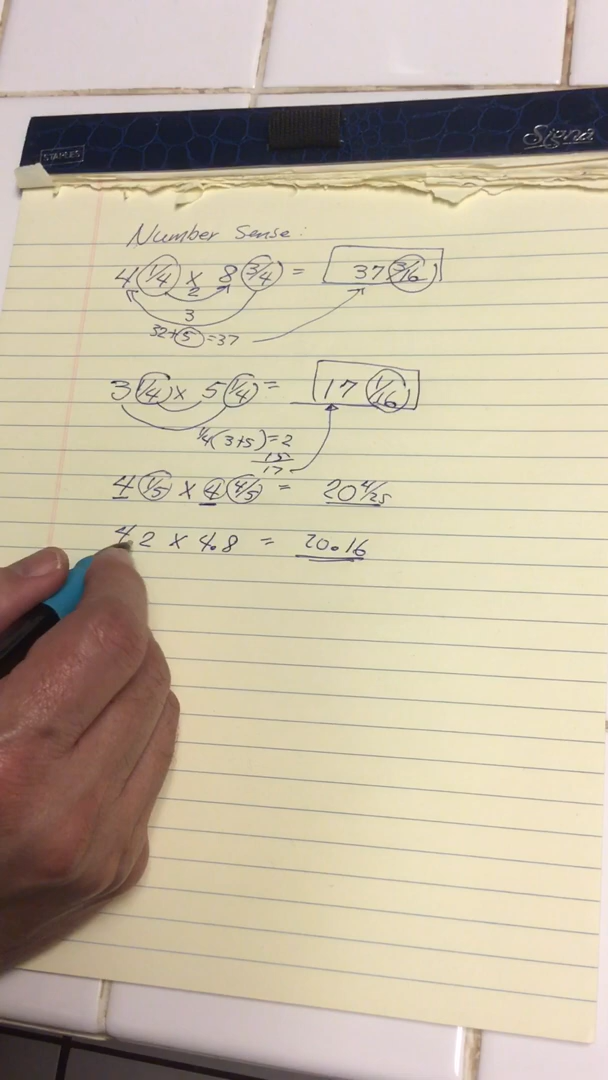 STAPLES
Signa
Number Sense:
4 1/4 x 8 3/4 = 37 3/16
2
3
32+5=37
3 1/4 x 5 1/4 = 17 1/16
1/4(3+5)=2
15
17
4 1/5 x 4 4/5 = 20 4/25
4.2 x 4.8 = 20.16